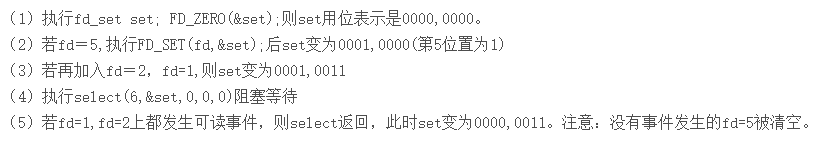 （1）执行fd_set set; FD_ZERO(&set);则set用位表示是0000,0000。
（2）若fd＝5,执行FD_SET(fd,&set);后set变为0001,0000(第5位置为1)
（3）若再加入fd＝2，fd=1,则set变为0001,0011
（4）执行select(6,&set,0,0,0)阻塞等待
（5）若fd=1,fd=2上都发生可读事件，则select返回，此时set变为0000,0011。注意：没有事件发生的fd=5被清空。